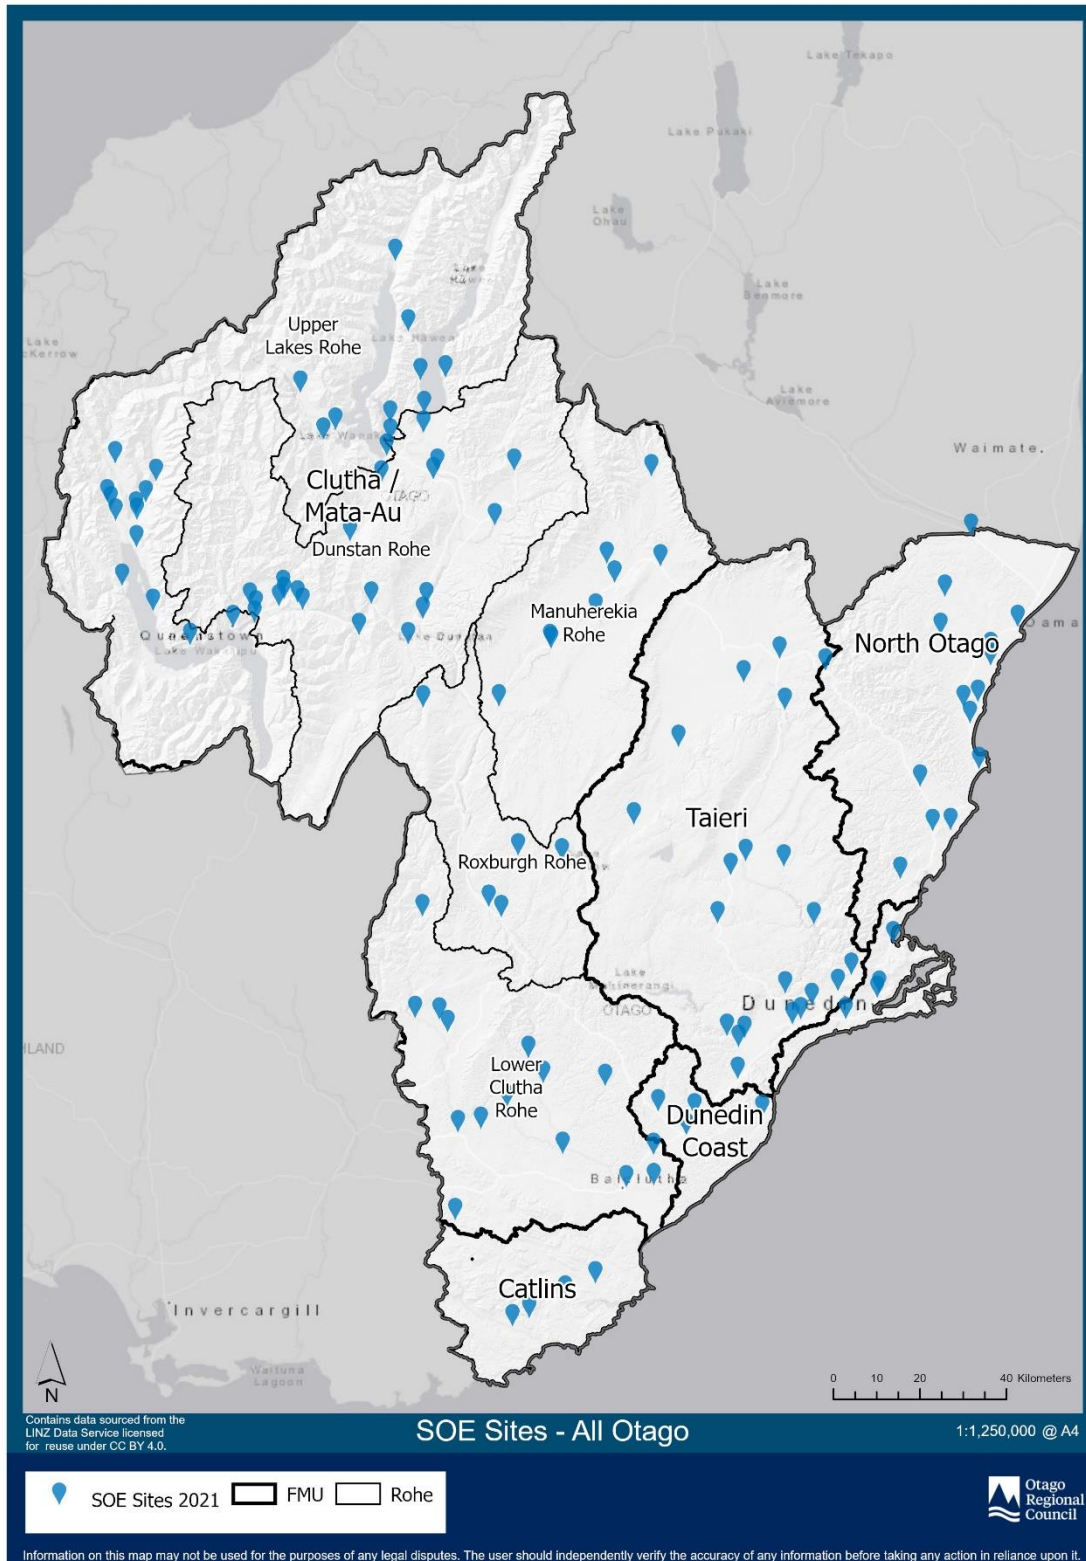 Lake Tekapo
Lake Pukaki
Lake
Ohau
Lake
Benmore
Lake
Aviemore
Waimate.
Upper
Lakes Rohe
Lake Hawea
Clutha /
Mata-Au
OTAGO
Dunstan Rohe
Manuherekia
Rohe
North Otago
Queenstown
Lake Wakatipu
Lake Dunstan
Taieri
Roxburgh Rohe
Lake
Mahinerangi
OTAGO
Dunedin
HLAND
Lower
Clutha
Rohe
Dunedin
Coast
Balclutha
Catlins
Invercargill
Waituna
Lagoon
N
0 10 20 40 Kilometers
Contains data sourced from the
LINZ Data Service licensed
for reuse under CC BY 4.0.
SOE Sites - All Otago
1:1,250,000 @ A4
SOE Sites 2021 FMU Rohe
Otago
Regional
Council
Information on this map may not be used for the purposes of any legal disputes. The user should independently verify the accuracy of any information before taking any action in reliance upon it